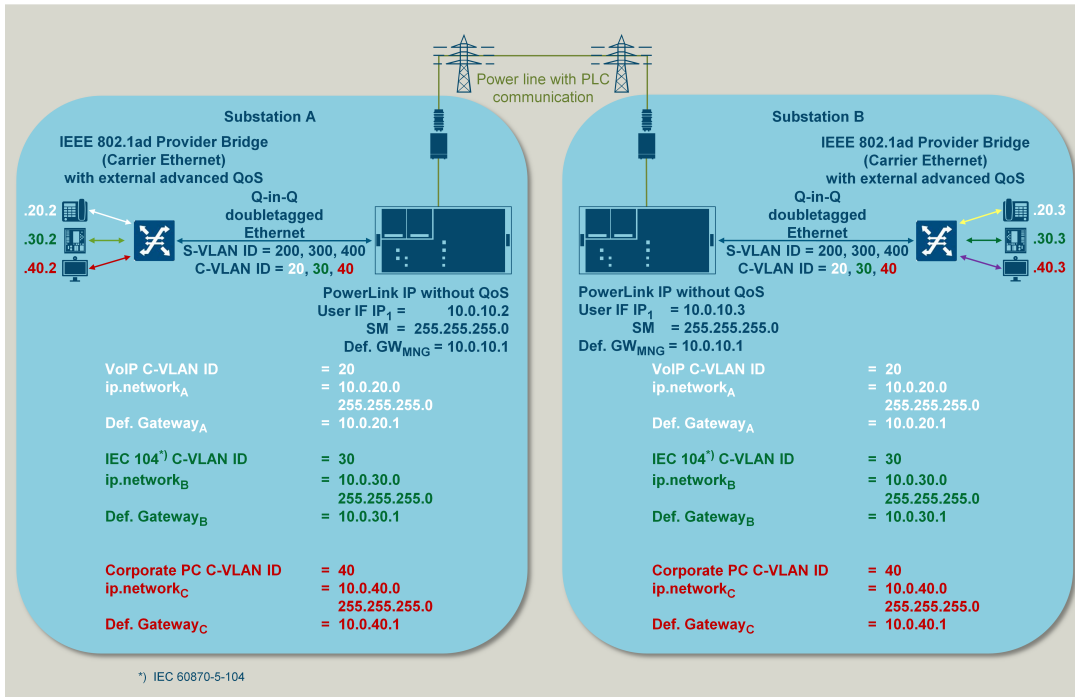 Power line with PLC
communication
Substation A
IEEE 802.1ad Provider Bridge
(Carrier Ethernet)
with external advanced QoS
Q-in-Q
doubletagged
Ethernet
S-VLAN ID = 200, 300, 400
C-VLAN ID = 20, 30, 40
.20.2
.30.2
.40.2
PowerLink IP without QoS
User IF IP1 = 10.0.10.2
SM = 255.255.255.0
Def. GWMNG = 10.0.10.1
VoIP C-VLAN ID = 20
ip.networkA = 10.0.20.0
255.255.255.0
Def. GatewayA = 10.0.20.1
IEC 104*) C-VLAN ID = 30
ip.networkB = 10.0.30.0
255.255.255.0
Def. GatewayB = 10.0.30.1
Corporate PC C-VLAN ID = 40
ip.networkC = 10.0.40.0
255.255.255.0
Def. GatewayC = 10.0.40.1
Substation B
IEEE 802.1ad Provider Bridge
(Carrier Ethernet)
with external advanced QoS
Q-in-Q
doubletagged
Ethernet
S-VLAN ID = 200, 300, 400
C-VLAN ID = 20, 30, 40
.20.3
.30.3
.40.3
PowerLink IP without QoS
User IF IP1 = 10.0.10.3
SM = 255.255.255.0
Def. GWMNG = 10.0.10.1
VoIP C-VLAN ID = 20
ip.networkA = 10.0.20.0
255.255.255.0
Def. GatewayA = 10.0.20.1
IEC 104*) C-VLAN ID = 30
ip.networkB = 10.0.30.0
255.255.255.0
Def. GatewayB = 10.0.30.1
Corporate PC C-VLAN ID = 40
ip.networkC = 10.0.40.0
255.255.255.0
Def. GatewayC = 10.0.40.1
*) IEC 60870-5-104